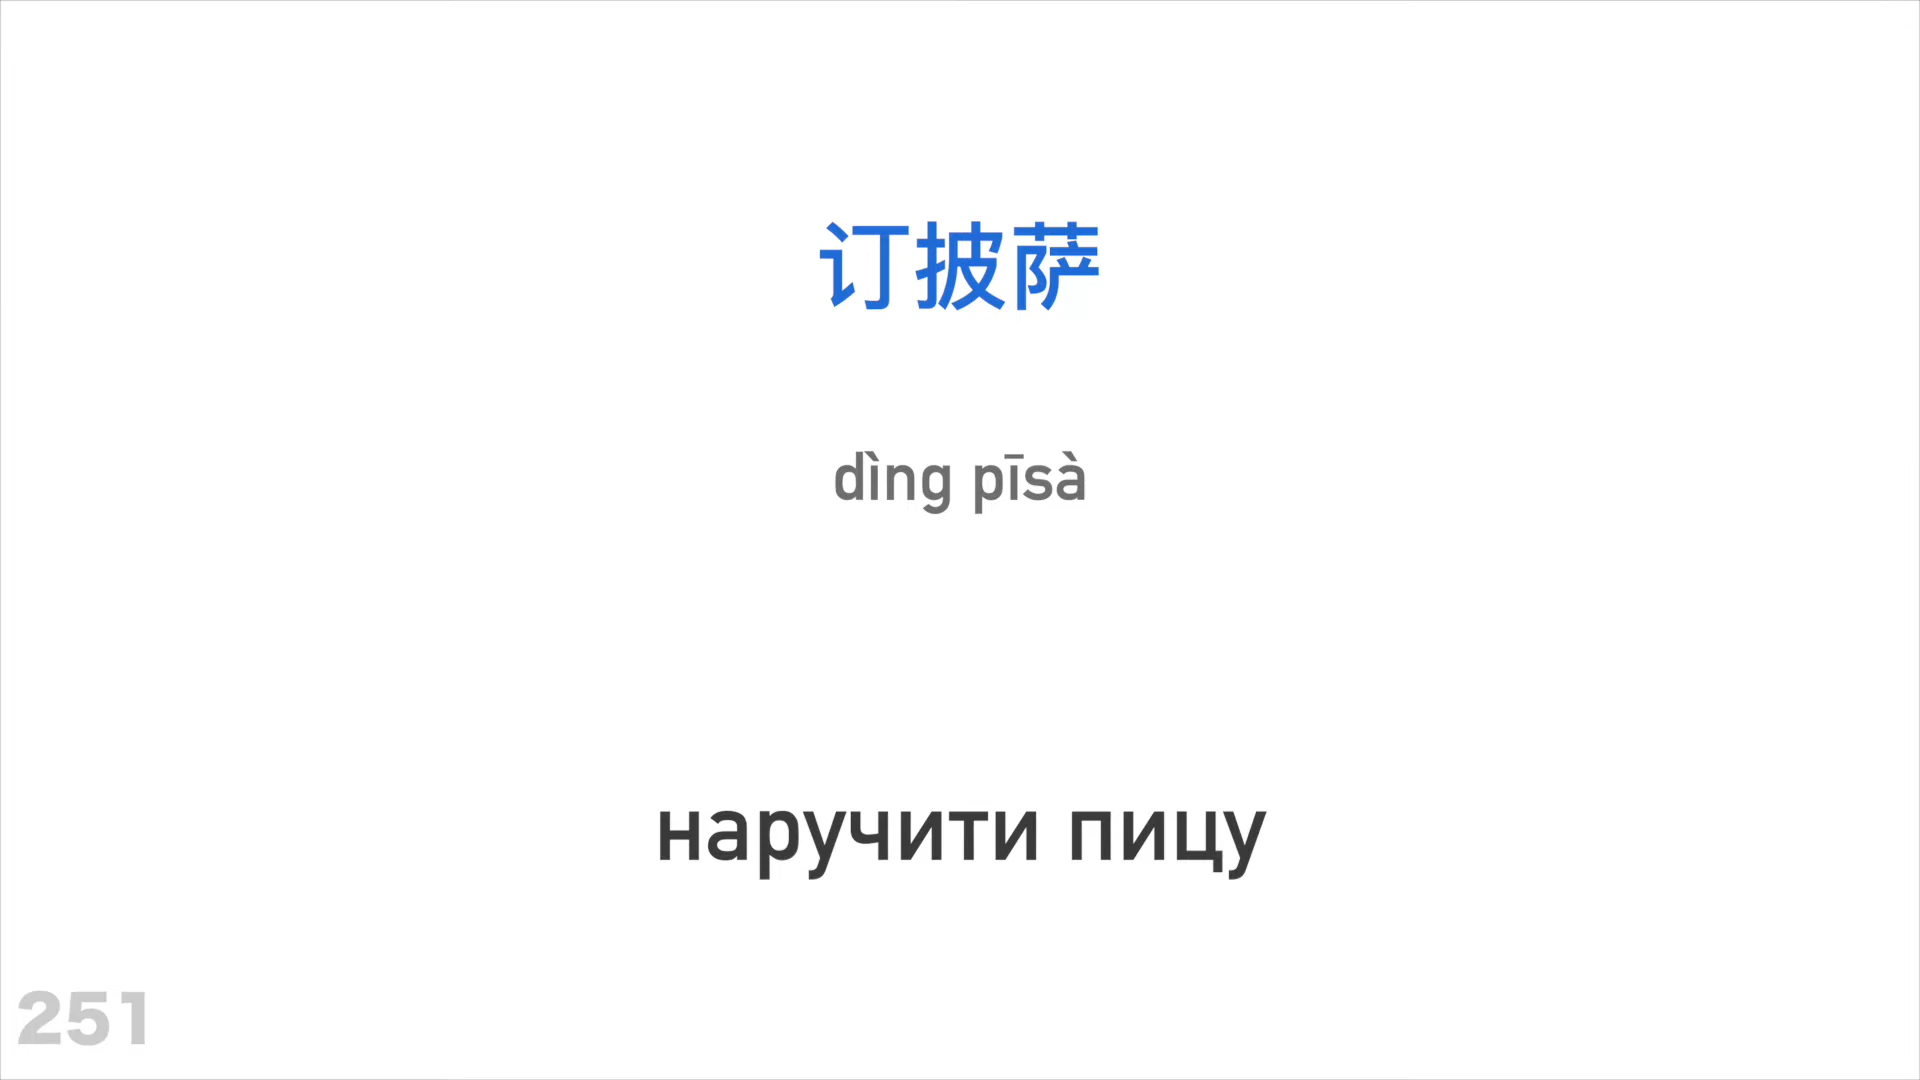 订披萨
dìng pīsà
наручити пицу
251